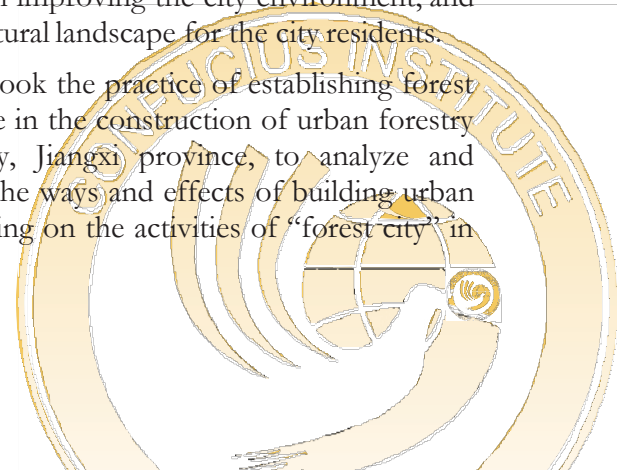 improving the city environment, and
tural landscape for the city residents.
CONFUCIUS INSTITUTE
ook the practice of establishing forest
e in the construction of urban forestry
y, Jiangxi province, to analyze and
he ways and effects of building urban
ing on the activities of “forest city” in